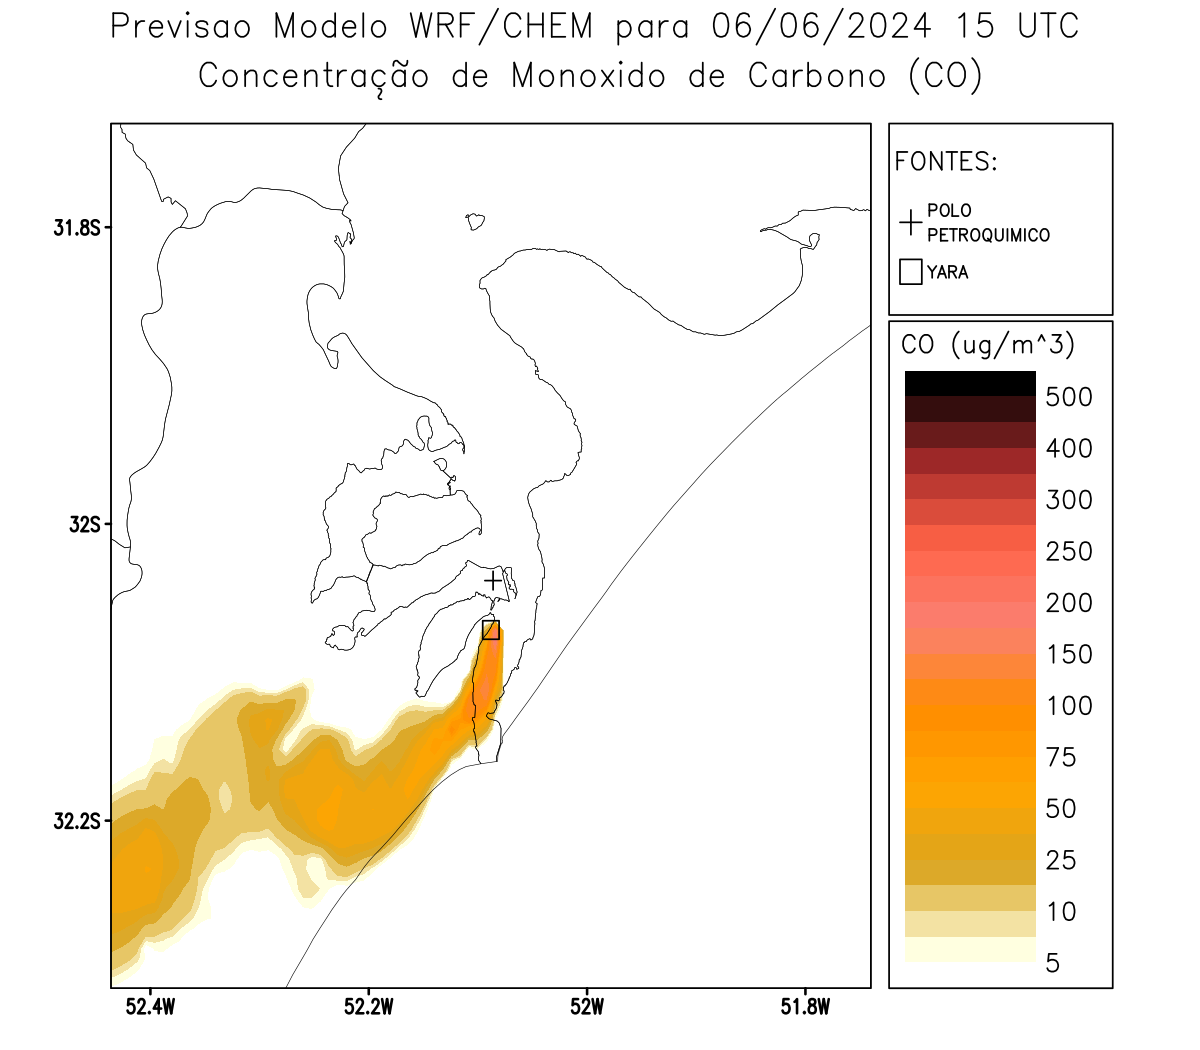 Previsao Modelo WRF/CHEM para 06/06/2024 15 UTC
Concentração de Monoxido de Carbono (CO)
FONTES:
POLO
PETROQUIMICO
YARA
31.8S
32S
32.2S
52.4W
52.2W
52W
51.8W
CO (ug/m^3)
500
400
300
250
200
150
100
75
50
25
10
5